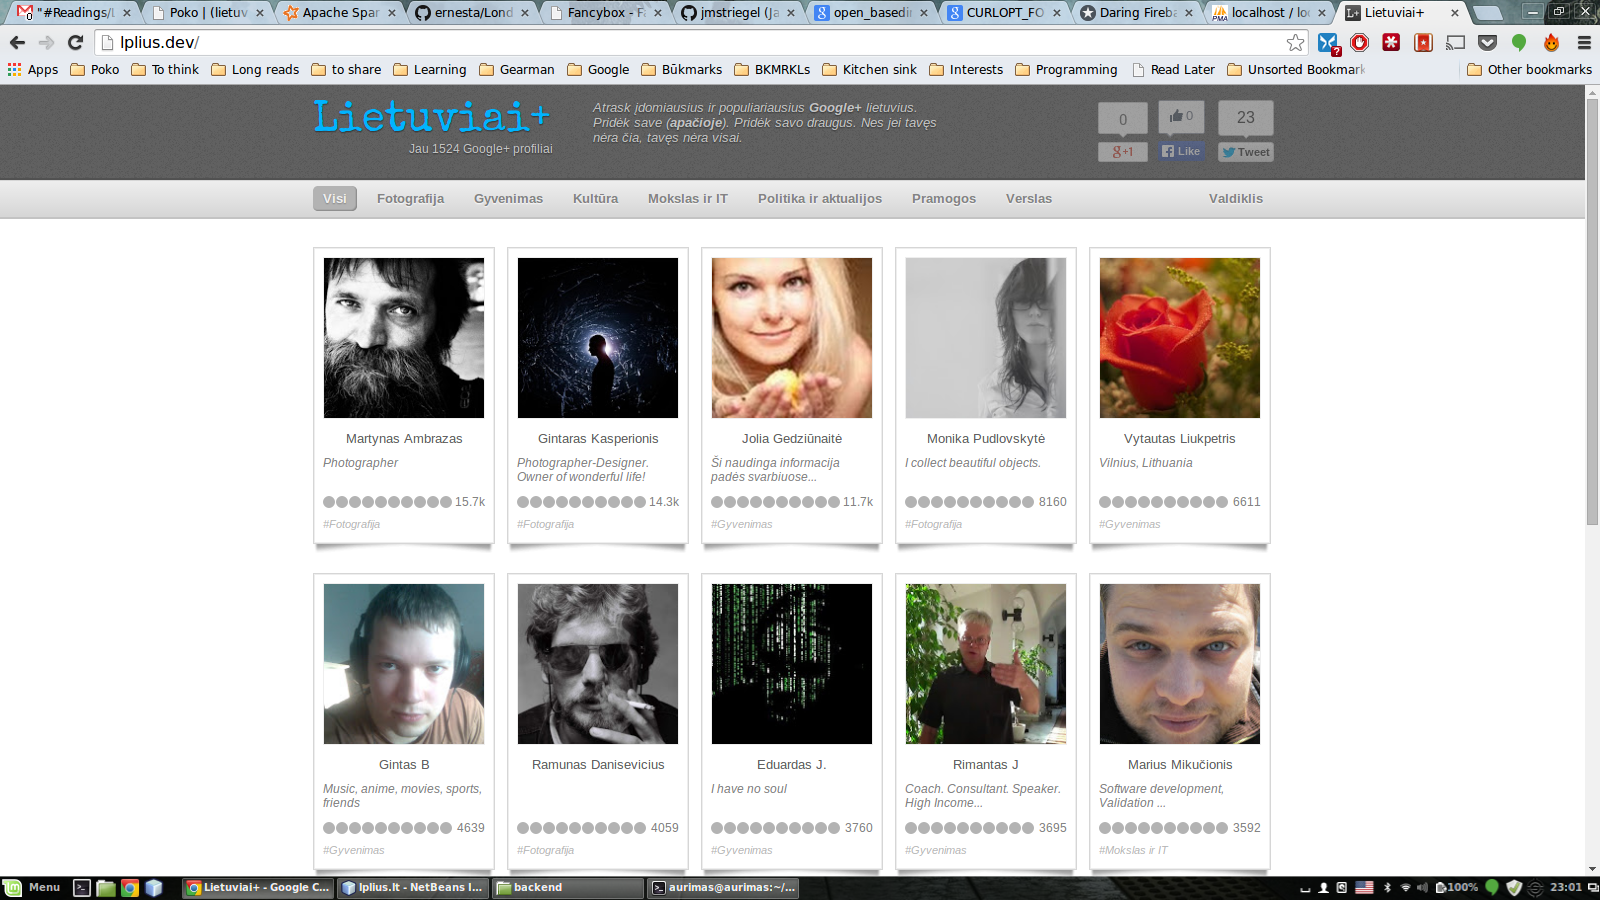 "#Readings/L
Poko | (lietuv
Apache Spar
ernesta/Lond
Fancybox - Fa
jmstriegel (Ja
open_basedir
CURLOPT_FO
Daring Fireba
localhost / loc
Lietuviai+
lplius.dev/
Apps
Poko
To think
Long reads
to share
Learning
Gearman
Google
Būkmarks
BKMRKLs
Kitchen sink
Interests
Programming
Read Later
Unsorted Bookmark
Other bookmarks
Lietuviai+
Jau 1524 Google+ profiliai
Atrask įdomiausius ir populiariausius Google+ lietuvius.
Pridėk save (apačioje). Pridėk savo draugus. Nes jei tavęs
nėra čia, tavęs nėra visai.
0
0
23
g+1
Like
Tweet
Visi
Fotografija
Gyvenimas
Kultūra
Mokslas ir IT
Politika ir aktualijos
Pramogos
Verslas
Valdiklis
Martynas Ambrazas
Photographer
15.7k
#Fotografija
Gintaras Kasperionis
Photographer-Designer.
Owner of wonderful life!
14.3k
#Fotografija
Jolia Gedziūnaitė
Ši naudinga informacija
padės svarbiuose...
11.7k
#Gyvenimas
Monika Pudlovskytė
I collect beautiful objects.
8160
#Fotografija
Vytautas Liukpetris
Vilnius, Lithuania
6611
#Gyvenimas
Gintas B
Music, anime, movies, sports,
friends
4639
#Gyvenimas
Ramunas Danisevicius
4059
#Fotografija
Eduardas J.
I have no soul
3760
#Gyvenimas
Rimantas J
Coach. Consultant. Speaker.
High Income...
3695
#Gyvenimas
Marius Mikučionis
Software development,
Validation ...
3592
#Mokslas ir IT
Menu
Lietuviai+ - Google C...
lplius.lt - NetBeans I...
backend
aurimas@aurimas:~/...
100%
23:01